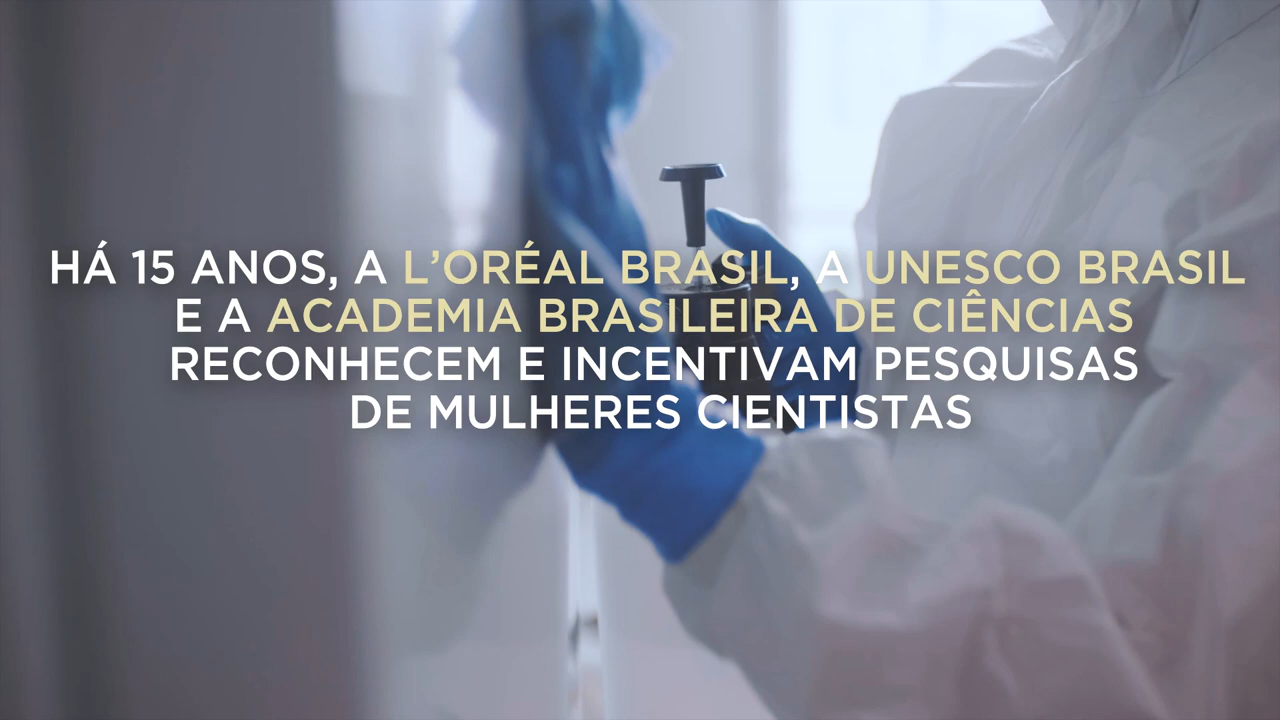 HÁ 15 ANOS, A L’ORÉAL BRASIL, A UNESCO BRASIL
E A ACADEMIA BRASILEIRA DE CIÊNCIAS
RECONHECEM E INCENTIVAM PESQUISAS
DE MULHERES CIENTISTAS